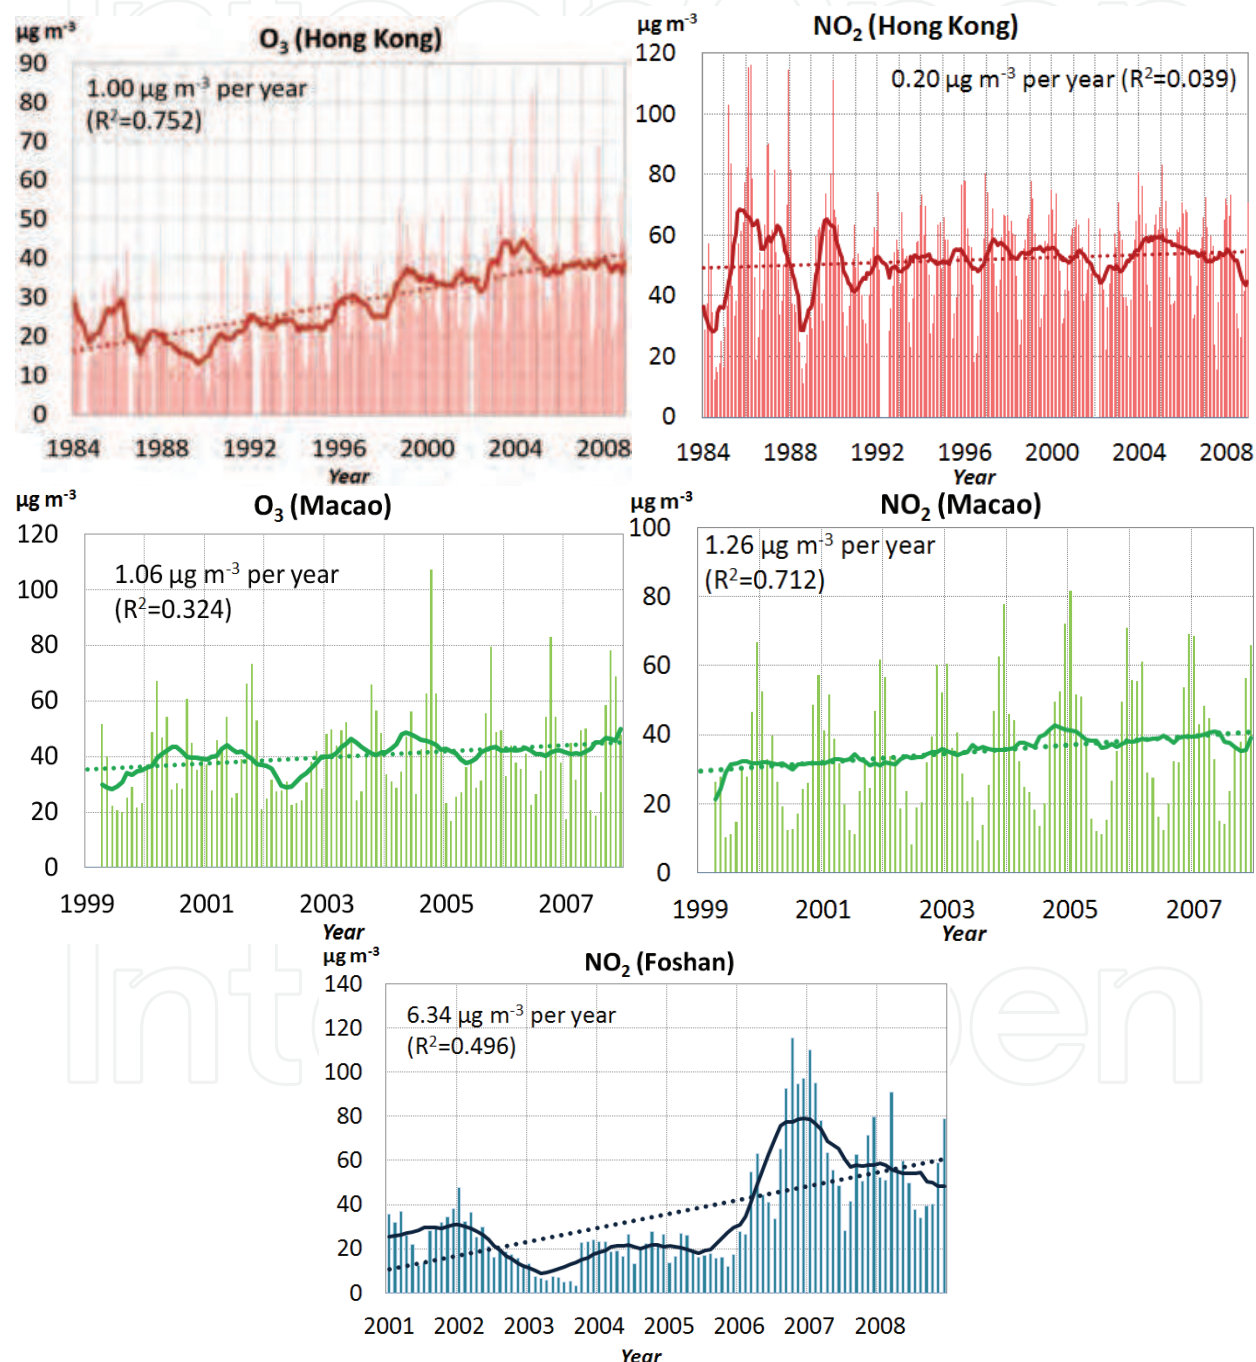 µg m-3
O3 (Hong Kong)
90
80
70
60
50
40
30
20
10
0
1.00 µg m-3 per year
(R2=0.752)
1984 1988 1992 1996 2000 2004 2008
Year
µg m-3
NO2 (Hong Kong)
120
100
80
60
40
20
0
0.20 µg m-3 per year (R2=0.039)
1984 1988 1992 1996 2000 2004 2008
Year
µg m-3
O3 (Macao)
120
100
80
60
40
20
0
1.06 µg m-3 per year
(R2=0.324)
1999 2001 2003 2005 2007
Year
µg m-3
NO2 (Macao)
100
80
60
40
20
0
1.26 µg m-3 per year
(R2=0.712)
1999 2001 2003 2005 2007
Year
µg m-3
NO2 (Foshan)
140
120
100
80
60
40
20
0
6.34 µg m-3 per year
(R2=0.496)
2001 2002 2003 2004 2005 2006 2007 2008
Year